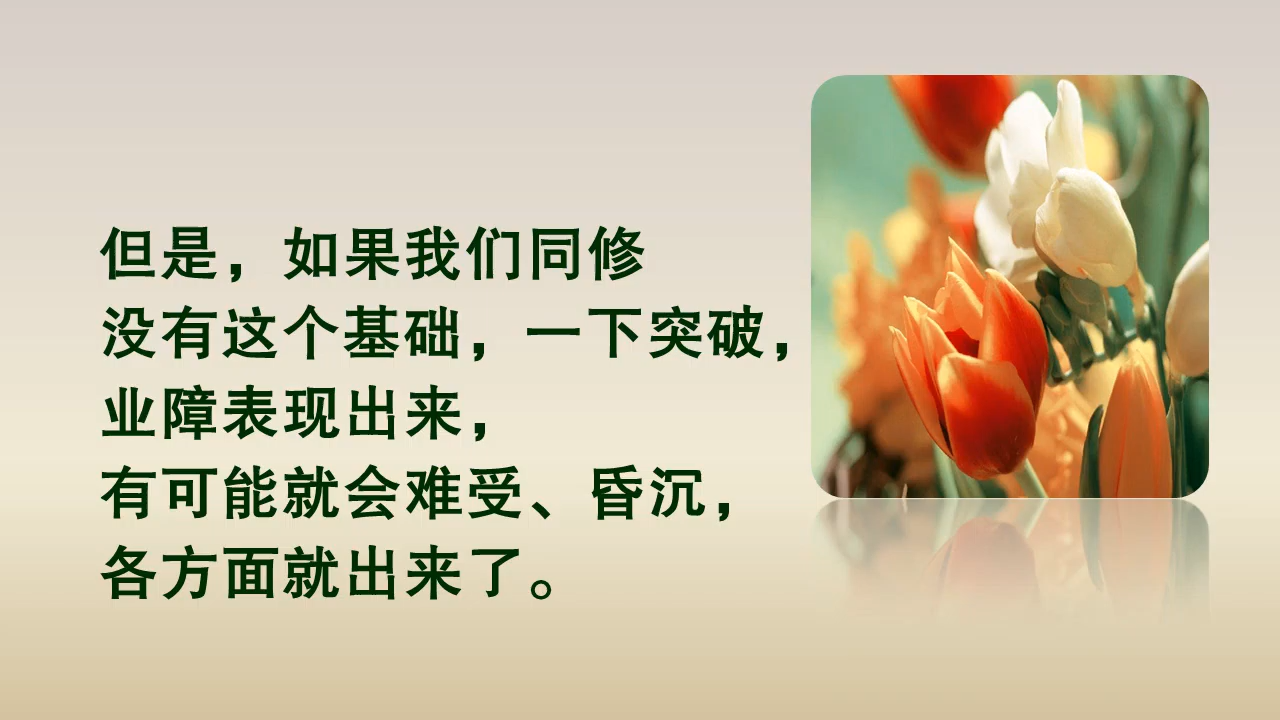 但是，如果我们同修
没有这个基础，一下突破，
业障表现出来，
有可能就会难受、昏沉，
各方面就出来了。